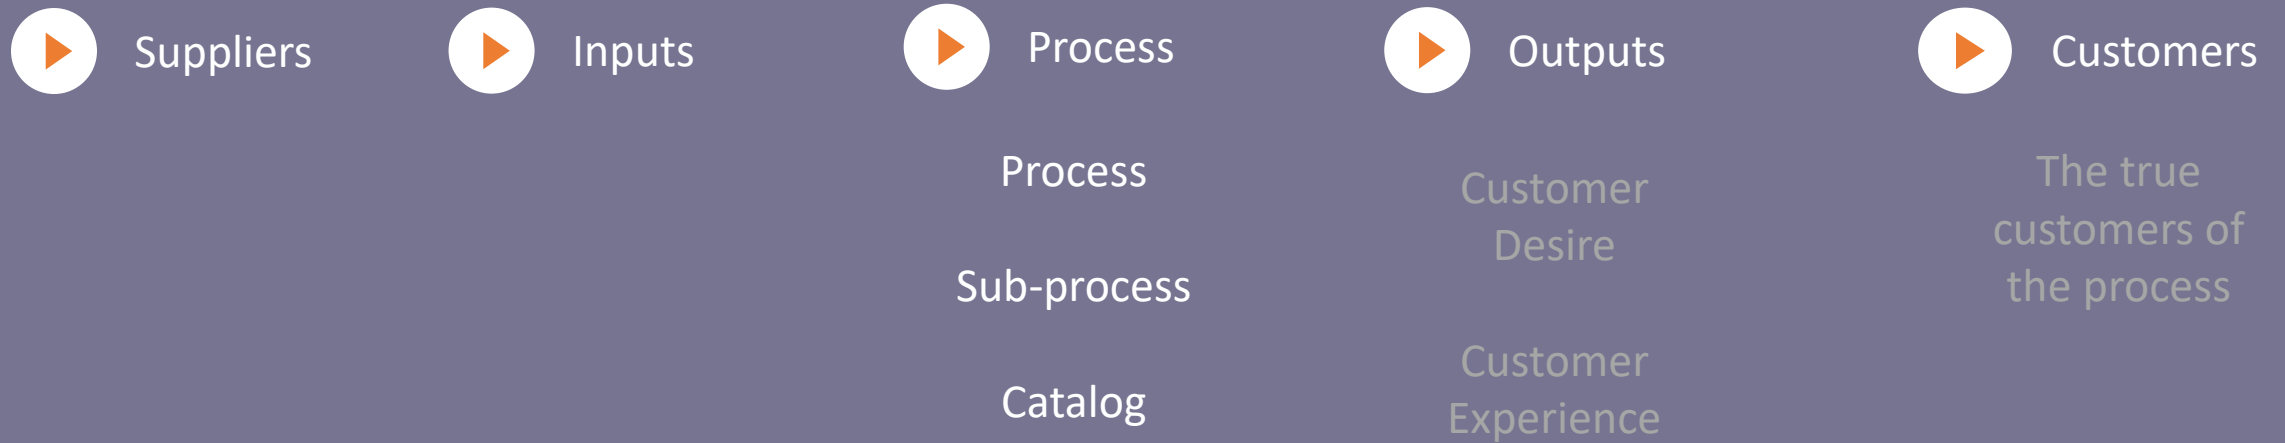 Suppliers
Inputs
Process
Outputs
Customers
Process
Sub-process
Catalog
Customer
Desire
Customer
Experience
The true
customers of
the process